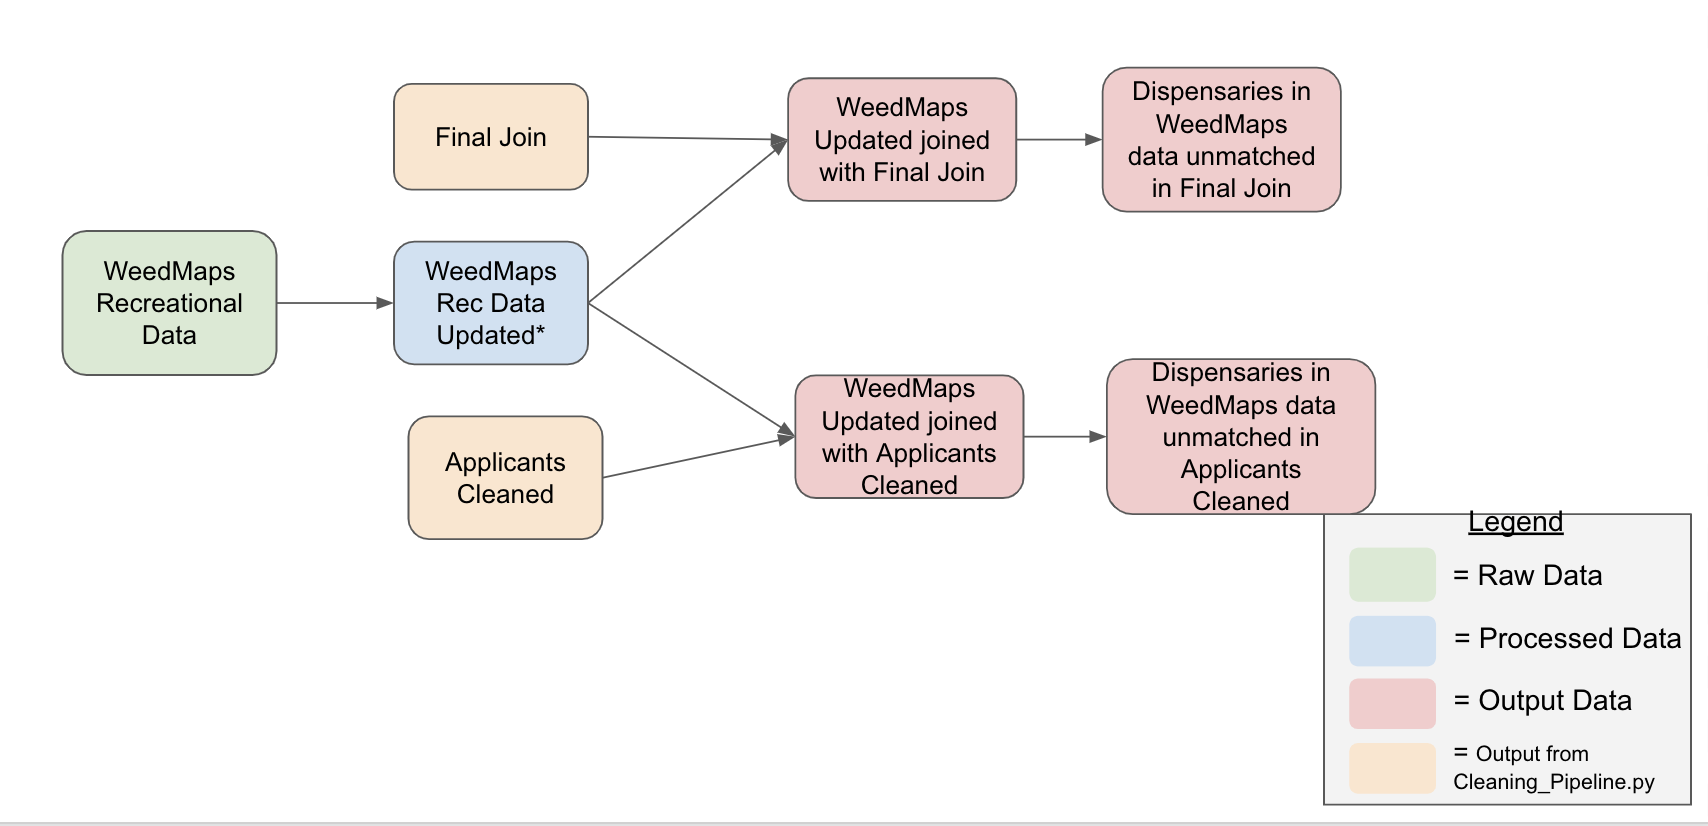 Final Join
WeedMaps
Updated joined
with Final Join
Dispensaries in
WeedMaps
data unmatched
in Final Join
WeedMaps
Recreational
Data
WeedMaps
Rec Data
Updated*
Applicants
Cleaned
WeedMaps
Updated joined
with Applicants
Cleaned
Dispensaries in
WeedMaps data
unmatched in
Applicants
Cleaned
Legend
= Raw Data
= Processed Data
= Output Data
= Output from
Cleaning_Pipeline.py